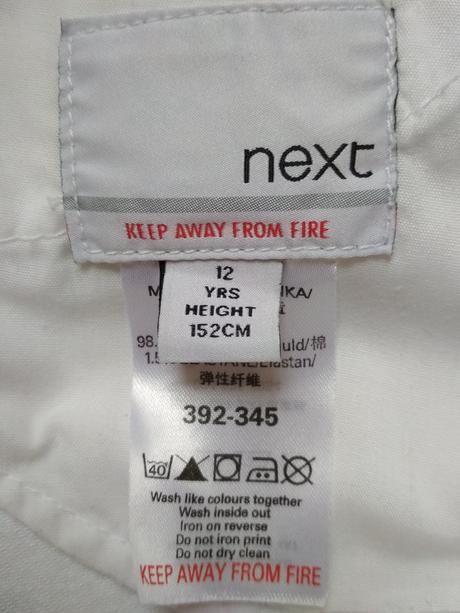 next
KEEP AWAY FROM FIRE
12
YRS
HEIGHT
152CM
弹性纤维
392-345
40
Wash like colours together
Wash inside out
Iron on reverse
Do not iron print
Do not dry clean
KEEP AWAY FROM FIRE